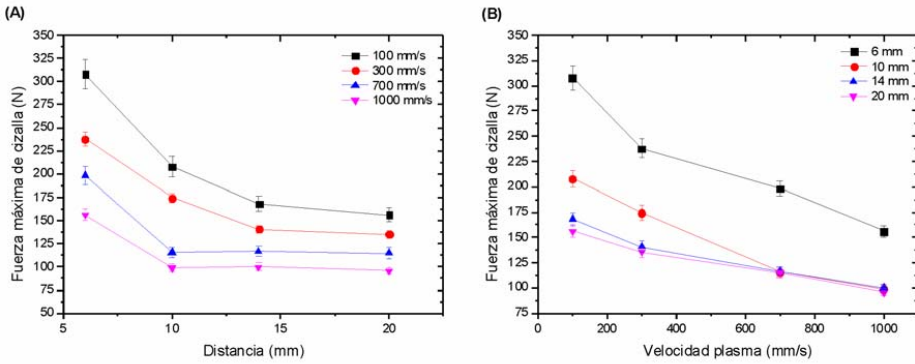 (A)
Fuerza máxima de cizalla (N)
350
325
300
275
250
225
200
175
150
125
100
75
50
5
10
15
20
Distancia (mm)
100 mm/s
300 mm/s
700 mm/s
1000 mm/s
(B)
Fuerza máxima de cizalla (N)
350
325
300
275
250
225
200
175
150
125
100
75
0
200
400
600
800
1000
Velocidad plasma (mm/s)
6 mm
10 mm
14 mm
20 mm